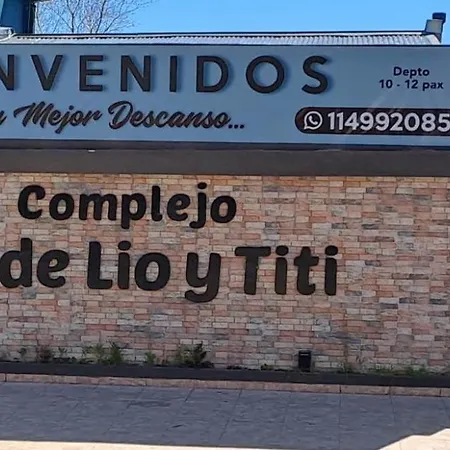 NVENIDOS
Mejor Descanso...
Depto
10 - 12 pax
114992085
Complejo
de Lio y Titi